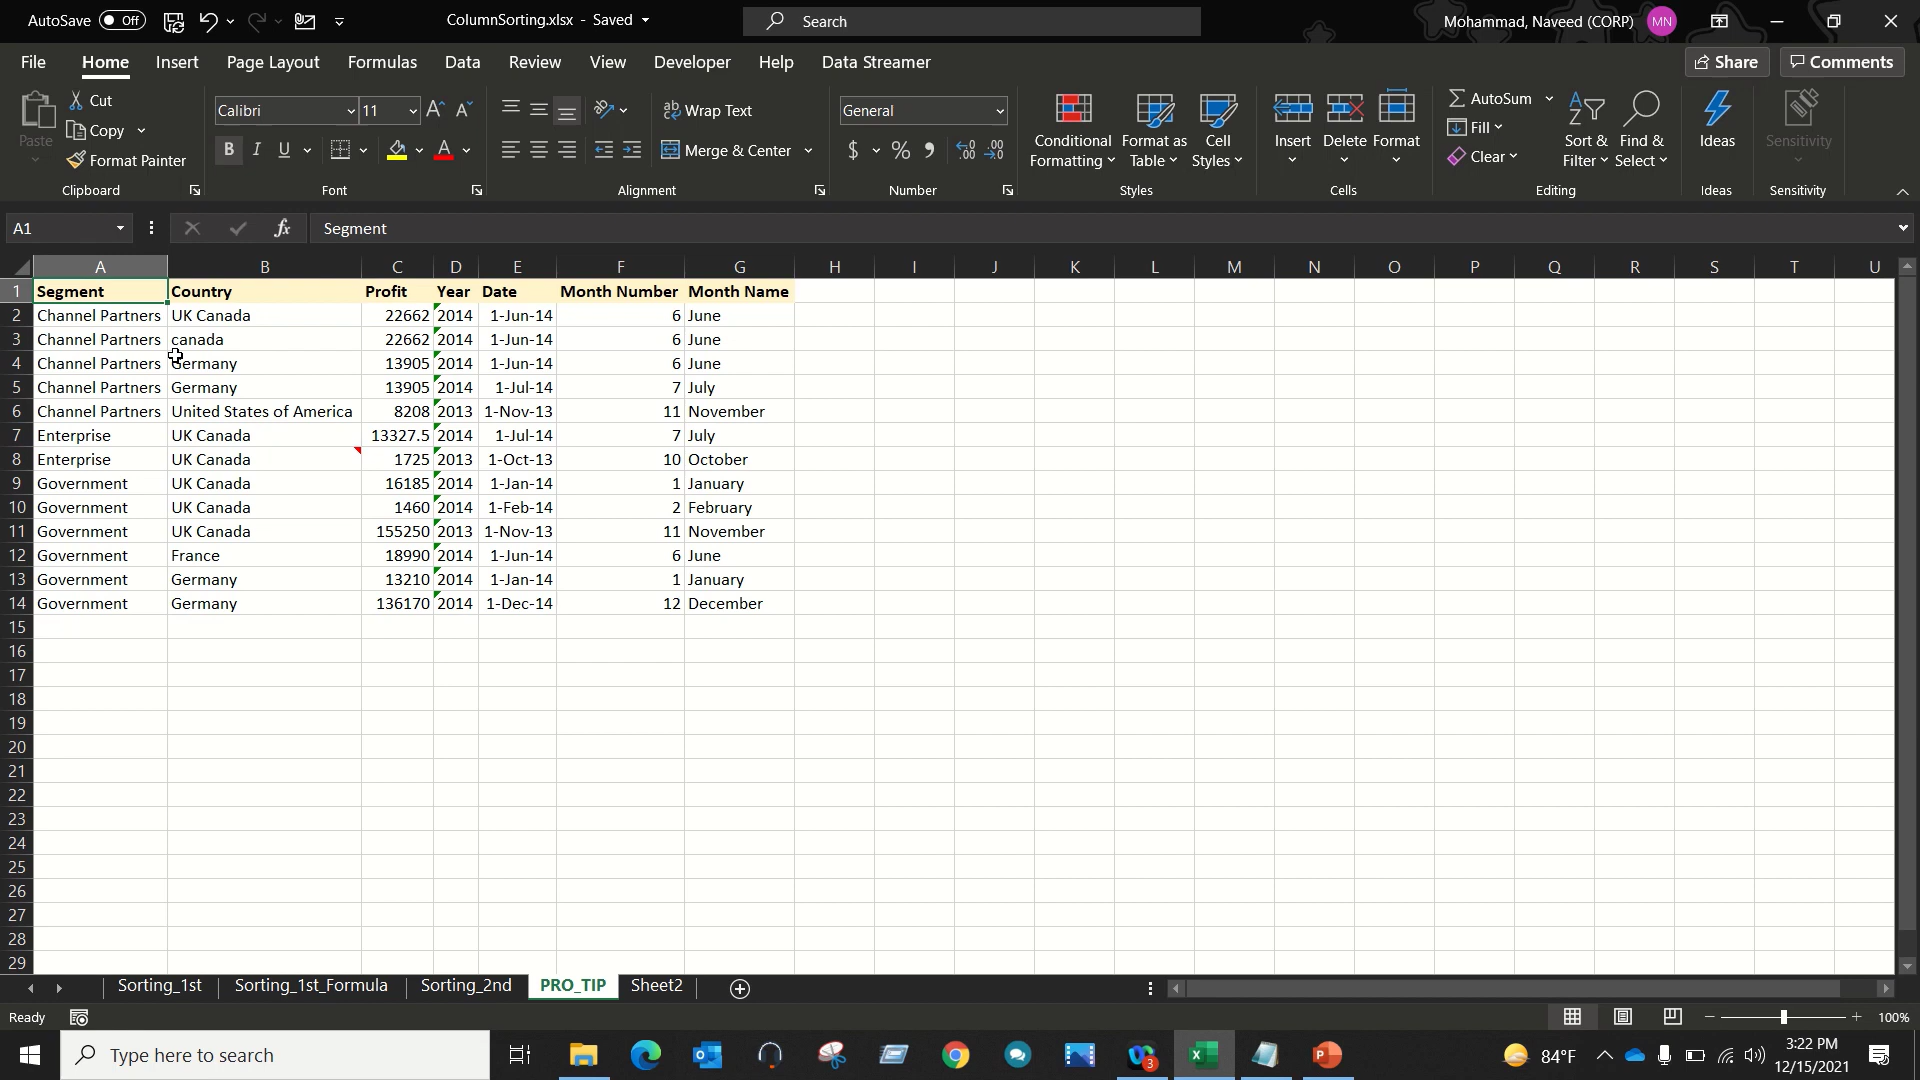 AutoSave Off ColumnSorting.xlsx - Saved Search Mohammad, Naveed (CORP) MN
File Home Insert Page Layout Formulas Data Review View Developer Help Data Streamer Share Comments
Paste Cut Copy Format Painter Clipboard
Calibri 11 B I U A Font
Wrap Text Merge & Center Alignment
General $ % Number
Conditional Formatting Format as Table Cell Styles Styles
Insert Delete Format Cells
AutoSum Fill Clear Sort & Filter Find & Select Editing
Ideas Ideas
Sensitivity Sensitivity
A1 fx Segment
A B C D E F G H I J K L M N O P Q R S T U
1 Segment Country Profit Year Date Month Number Month Name
2 Channel Partners UK Canada 22662 2014 1-Jun-14 6 June
3 Channel Partners canada 22662 2014 1-Jun-14 6 June
4 Channel Partners Germany 13905 2014 1-Jun-14 6 June
5 Channel Partners Germany 13905 2014 1-Jul-14 7 July
6 Channel Partners United States of America 8208 2013 1-Nov-13 11 November
7 Enterprise UK Canada 13327.5 2014 1-Jul-14 7 July
8 Enterprise UK Canada 1725 2013 1-Oct-13 10 October
9 Government UK Canada 16185 2014 1-Jan-14 1 January
10 Government UK Canada 1460 2014 1-Feb-14 2 February
11 Government UK Canada 155250 2013 1-Nov-13 11 November
12 Government France 18990 2014 1-Jun-14 6 June
13 Government Germany 13210 2014 1-Jan-14 1 January
14 Government Germany 136170 2014 1-Dec-14 12 December
15
16
17
18
19
20
21
22
23
24
25
26
27
28
29
Sorting_1st Sorting_1st_Formula Sorting_2nd PRO_TIP Sheet2
Ready 100%
Type here to search 3 84°F 3:22 PM
12/15/2021